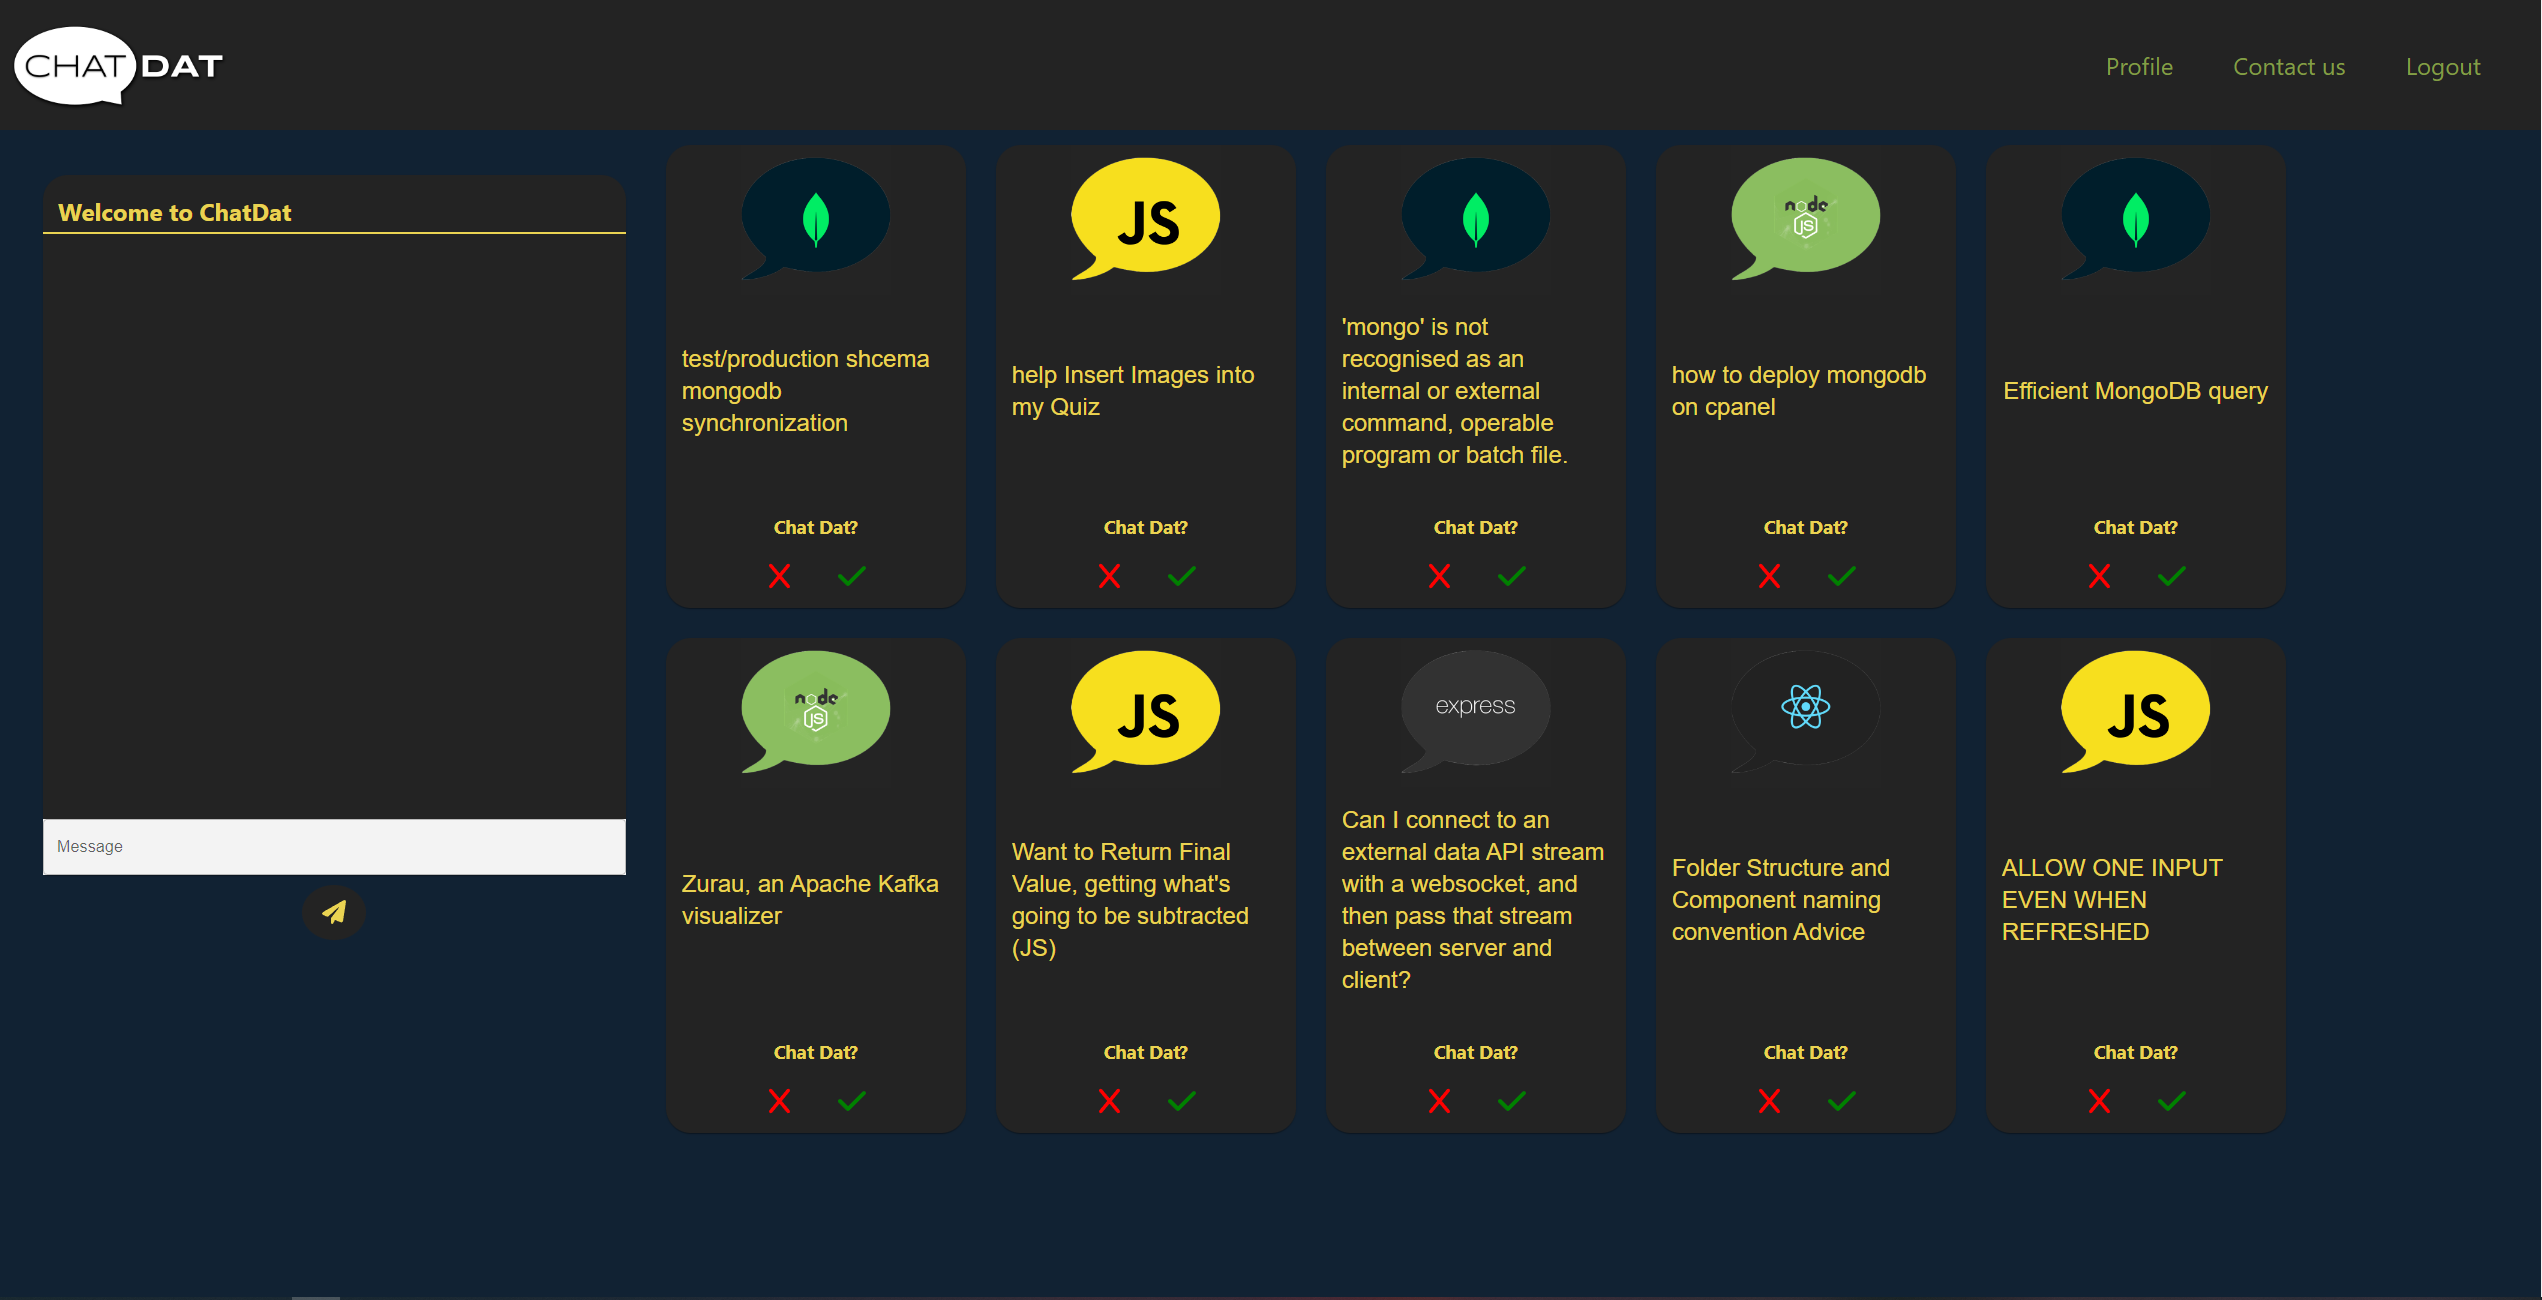 CHAT DAT
Profile
Contact us
Logout
Welcome to ChatDat
Message
test/production shcema
mongodb
synchronization
Chat Dat?
JS
help Insert Images into
my Quiz
Chat Dat?
'mongo' is not
recognised as an
internal or external
command, operable
program or batch file.
Chat Dat?
node
JS
how to deploy mongodb
on cpanel
Chat Dat?
Efficient MongoDB query
Chat Dat?
node
JS
Zurau, an Apache Kafka
visualizer
Chat Dat?
JS
Want to Return Final
Value, getting what's
going to be subtracted
(JS)
Chat Dat?
express
Can I connect to an
external data API stream
with a websocket, and
then pass that stream
between server and
client?
Chat Dat?
Folder Structure and
Component naming
convention Advice
Chat Dat?
JS
ALLOW ONE INPUT
EVEN WHEN
REFRESHED
Chat Dat?